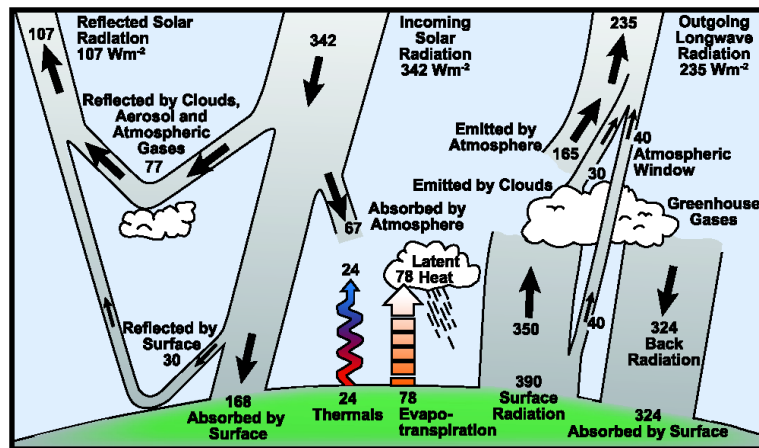 Reflected Solar
Radiation
107 Wm⁻²
107
342
Incoming
Solar
Radiation
342 Wm⁻²
235
Outgoing
Longwave
Radiation
235 Wm⁻²
Reflected by Clouds,
Aerosol and
Atmospheric
Gases
77
Emitted by
Atmosphere
165
40
Atmospheric
Window
Emitted by Clouds
30
Greenhouse
Gases
67
Absorbed by
Atmosphere
24
Latent
78 Heat
Reflected by
Surface
30
350
40
324
Back
Radiation
168
Absorbed by
Surface
24
Thermals
78
Evapo-
transpiration
390
Surface
Radiation
324
Absorbed by Surface